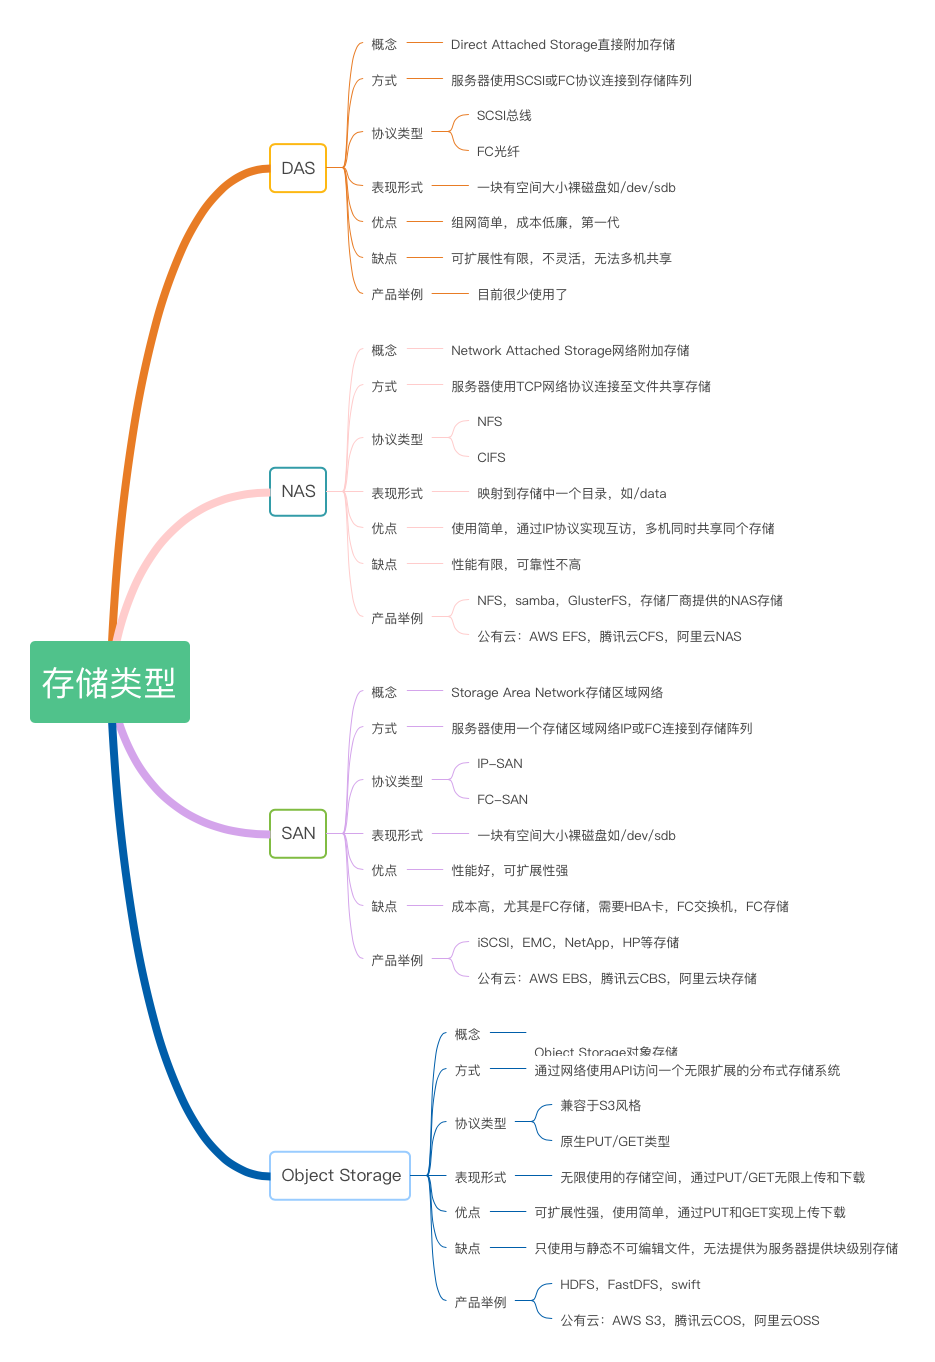 存储类型
DAS
概念
Direct Attached Storage直接附加存储
方式
服务器使用SCSI或FC协议连接到存储阵列
协议类型
SCSI总线
FC光纤
表现形式
一块有空间大小裸磁盘如/dev/sdb
优点
组网简单，成本低廉，第一代
缺点
可扩展性有限，不灵活，无法多机共享
产品举例
目前很少使用了
NAS
概念
Network Attached Storage网络附加存储
方式
服务器使用TCP网络协议连接至文件共享存储
协议类型
NFS
CIFS
表现形式
映射到存储中一个目录，如/data
优点
使用简单，通过IP协议实现互访，多机同时共享同个存储
缺点
性能有限，可靠性不高
产品举例
NFS，samba，GlusterFS，存储厂商提供的NAS存储
公有云：AWS EFS，腾讯云CFS，阿里云NAS
SAN
概念
Storage Area Network存储区域网络
方式
服务器使用一个存储区域网络IP或FC连接到存储阵列
协议类型
IP-SAN
FC-SAN
表现形式
一块有空间大小裸磁盘如/dev/sdb
优点
性能好，可扩展性强
缺点
成本高，尤其是FC存储，需要HBA卡，FC交换机，FC存储
产品举例
iSCSI，EMC，NetApp，HP等存储
公有云：AWS EBS，腾讯云CBS，阿里云块存储
Object Storage
概念
Object Storage对象存储
方式
通过网络使用API访问一个无限扩展的分布式存储系统
协议类型
兼容于S3风格
原生PUT/GET类型
表现形式
无限使用的存储空间，通过PUT/GET无限上传和下载
优点
可扩展性强，使用简单，通过PUT和GET实现上传下载
缺点
只使用与静态不可编辑文件，无法提供为服务器提供块级别存储
产品举例
HDFS，FastDFS，swift
公有云：AWS S3，腾讯云COS，阿里云OSS